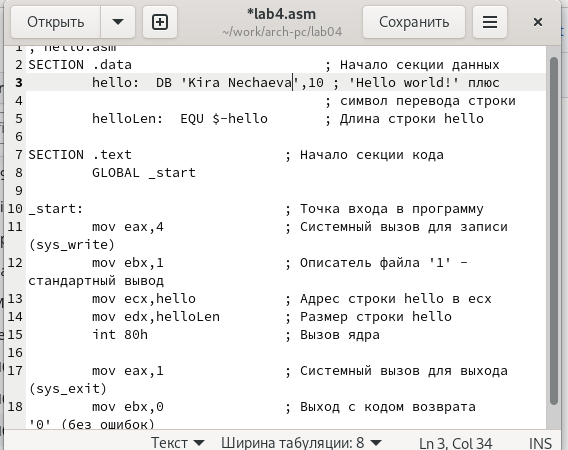 Открыть
*lab4.asm
~/work/arch-pc/lab04
Сохранить
1 ; hello.asm
2 SECTION .data ; Начало секции данных
3 hello: DB 'Kira Nechaeva',10 ; 'Hello world!' плюс
4 ; символ перевода строки
5 helloLen: EQU $-hello ; Длина строки hello
6
7 SECTION .text ; Начало секции кода
8 GLOBAL _start
9
10 _start: ; Точка входа в программу
11 mov eax,4 ; Системный вызов для записи
(sys_write)
12 mov ebx,1 ; Описатель файла '1' -
стандартный вывод
13 mov ecx,hello ; Адрес строки hello в ecx
14 mov edx,helloLen ; Размер строки hello
15 int 80h ; Вызов ядра
16
17 mov eax,1 ; Системный вызов для выхода
(sys_exit)
18 mov ebx,0 ; Выход с кодом возврата
'0' (без ошибок)
Текст Ширина табуляции: 8 Ln 3, Col 34 INS